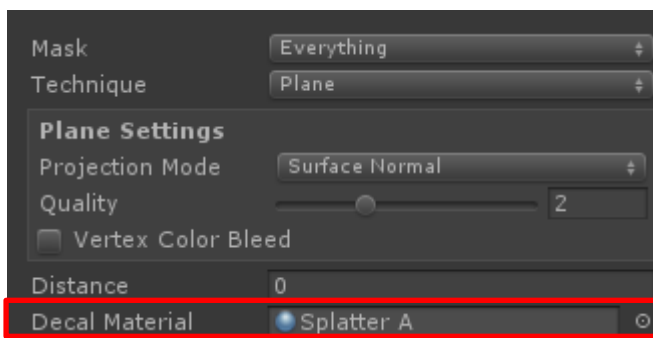 Mask Everything
Technique Plane
Plane Settings
Projection Mode Surface Normal
Quality 2
Vertex Color Bleed
Distance 0
Decal Material Splatter A